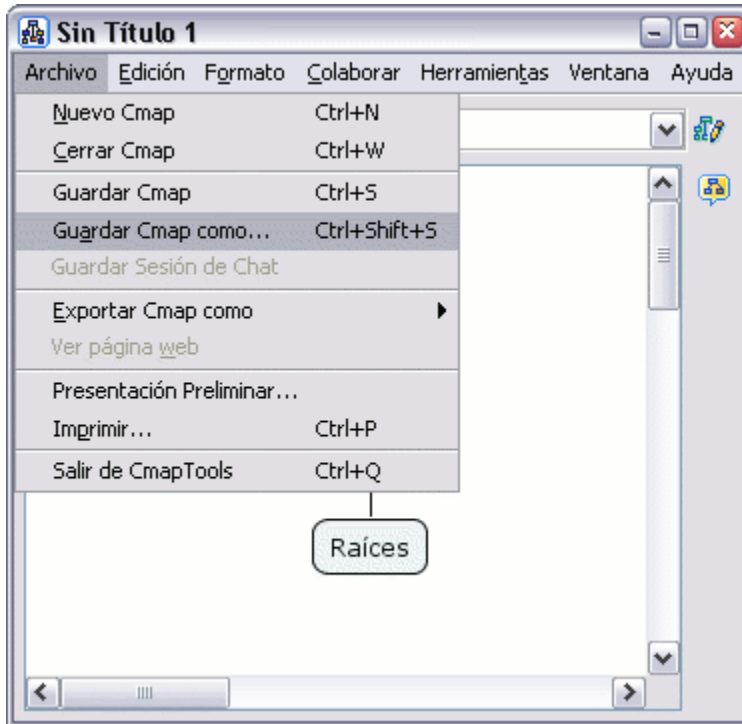 Sin Título 1
Archivo Edición Formato Colaborar Herramientas Ventana Ayuda
Nuevo Cmap Ctrl+N
Cerrar Cmap Ctrl+W
Guardar Cmap Ctrl+S
Guardar Cmap como... Ctrl+Shift+S
Guardar Sesión de Chat
Exportar Cmap como
Ver página web
Presentación Preliminar...
Imprimir... Ctrl+P
Salir de CmapTools Ctrl+Q
Raíces